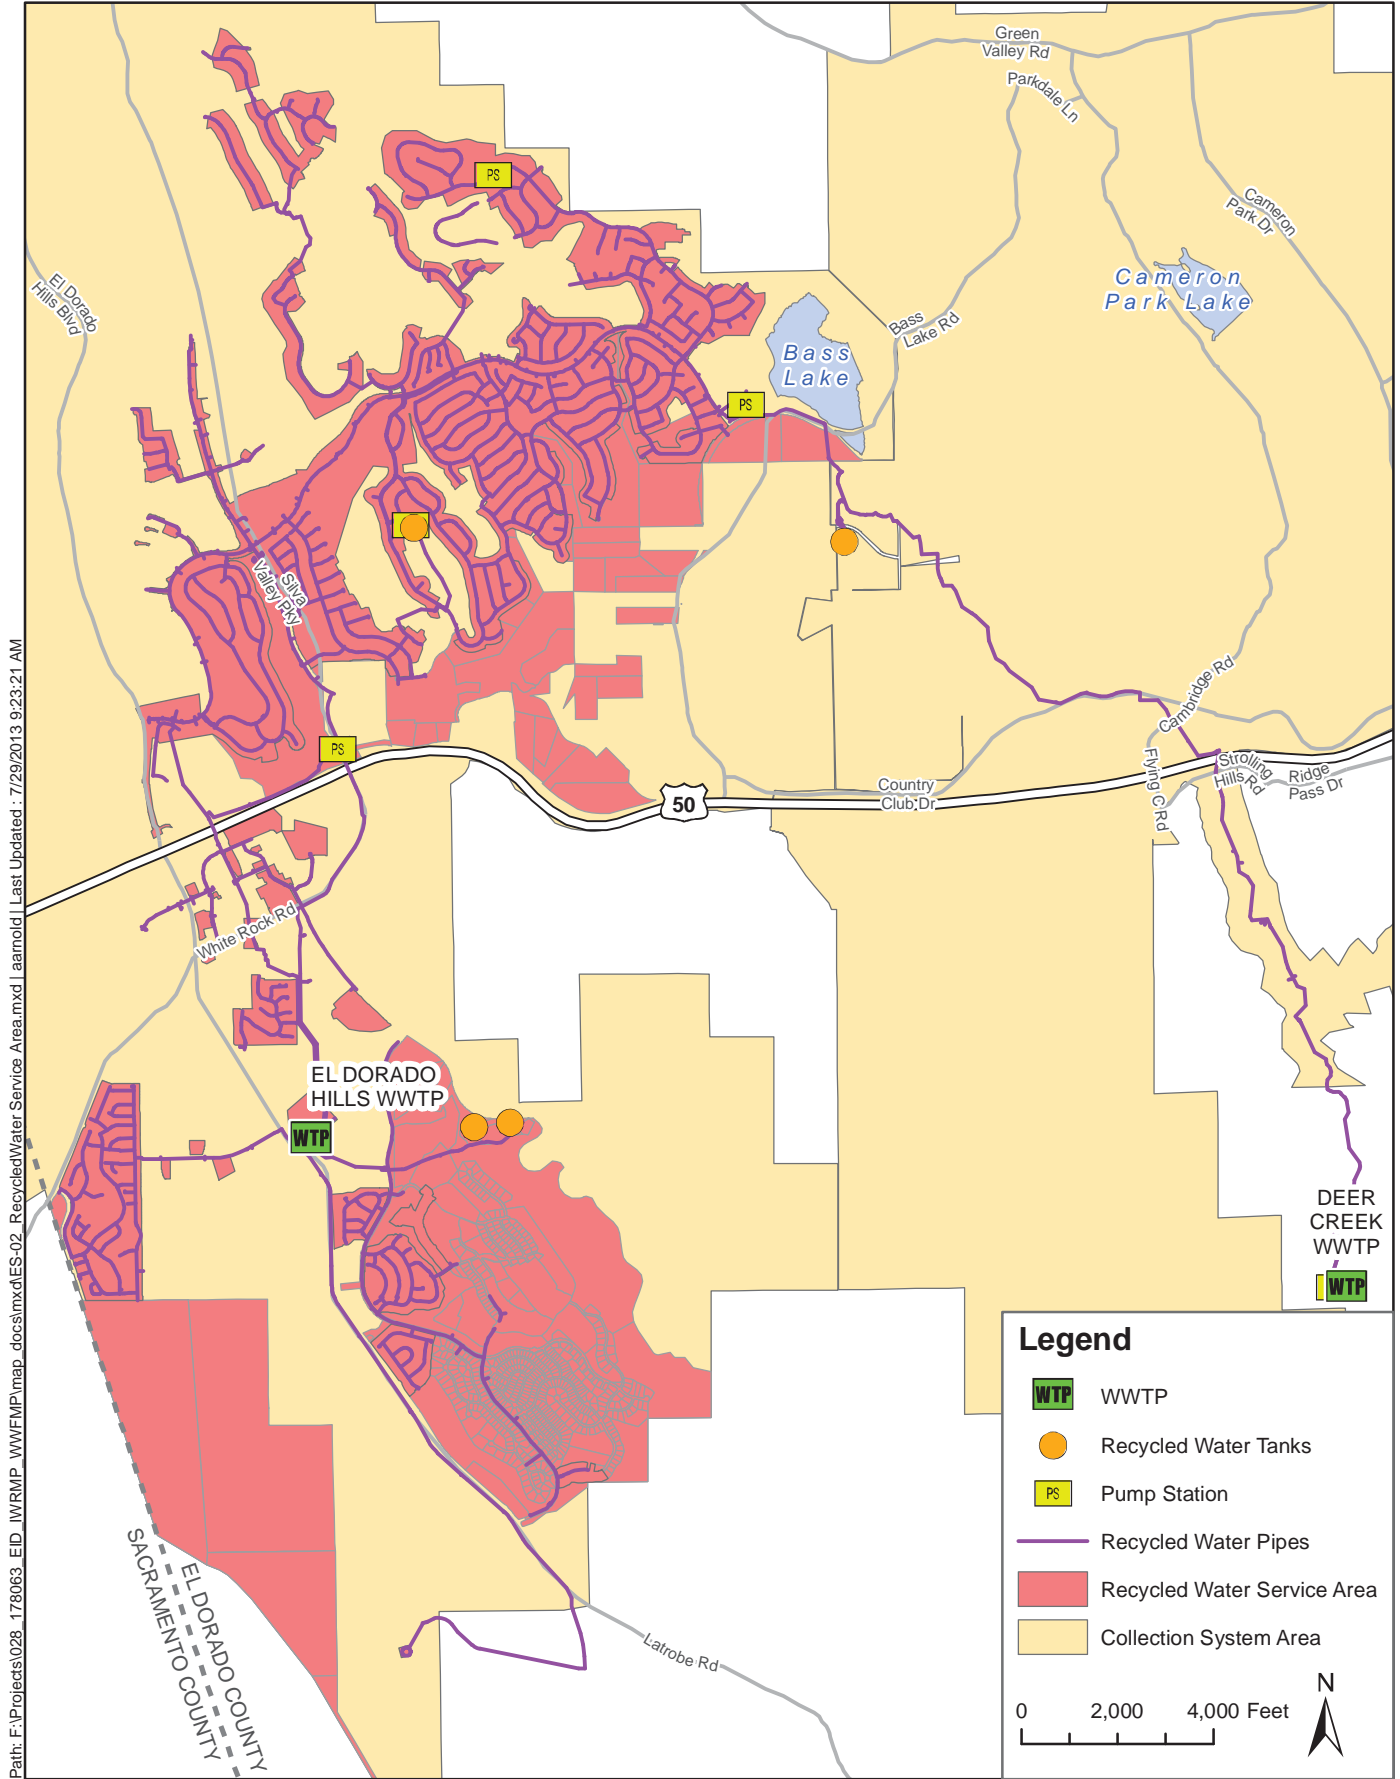 Green
Valley Rd
Parkdale Ln
Cameron
Park Dr
El Dorado
Hills Blvd
PS
Cameron
Park Lake
Bass
Lake Rd
Bass
Lake
PS
PS
Silva
Valley Pky
Cambridge Rd
PS
Strolling
Hills Rd
Ridge
Pass Dr
Flying C Rd
Country
Club Dr
50
White Rock Rd
EL DORADO
HILLS WWTP
WTP
DEER
CREEK
WWTP
WTP
SACRAMENTO COUNTY
EL DORADO COUNTY
Latrobe Rd
Legend
WTP WWTP
Recycled Water Tanks
PS Pump Station
Recycled Water Pipes
Recycled Water Service Area
Collection System Area
N
0 2,000 4,000 Feet
Path: F:\Projects\028_178063_EID_IWRMP_WWFMP\map_docs\mxd\ES-02_RecycledWater Service Area.mxd | aarnold | Last Updated : 7/29/2013 9:23:21 AM